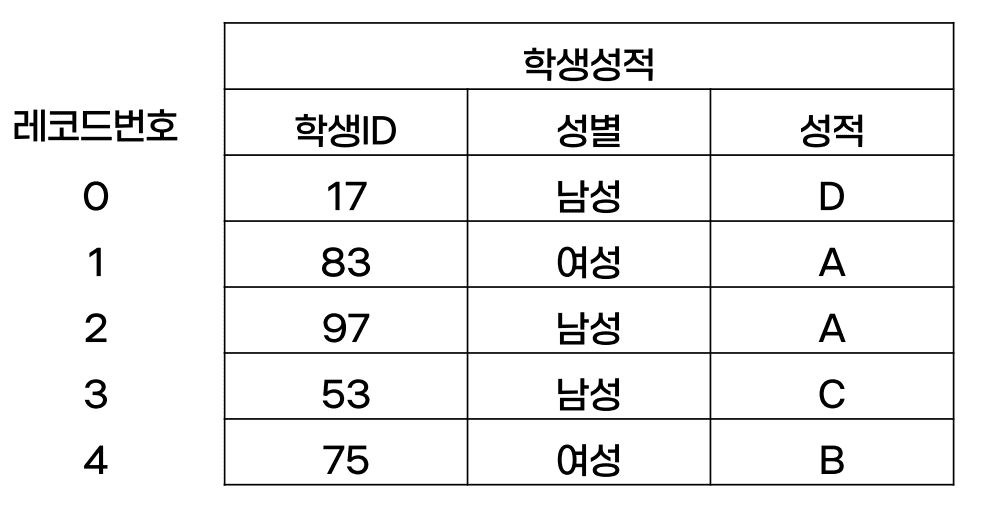 학생성적
레코드번호 학생ID 성별 성적
0 17 남성 D
1 83 여성 A
2 97 남성 A
3 53 남성 C
4 75 여성 B